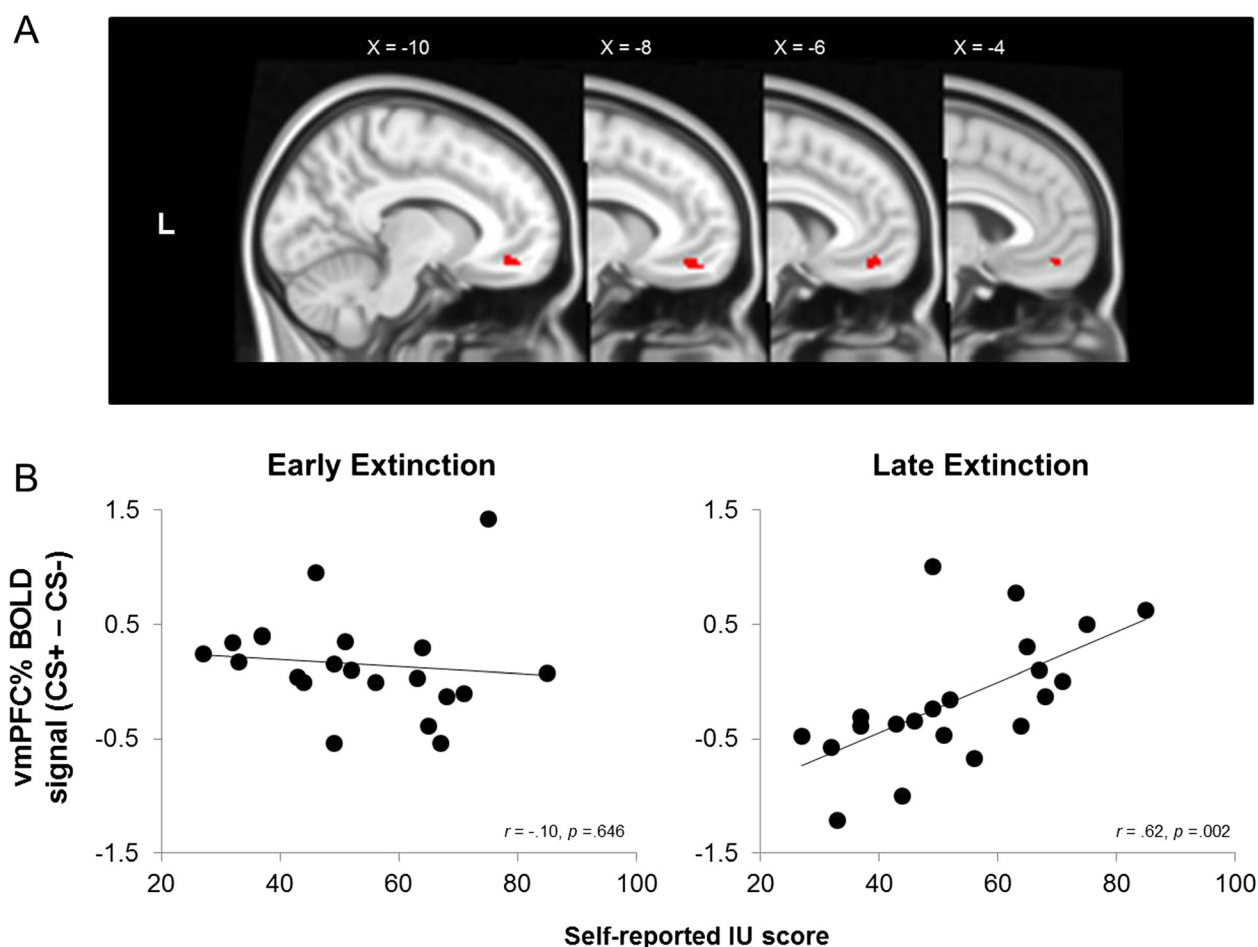 A
X = -10
X = -8
X = -6
X = -4
L
B
Early Extinction
Late Extinction
vmPFC% BOLD
signal (CS+ – CS-)
1.5
0.5
-0.5
-1.5
20
40
60
80
100
r = -.10, p =.646
1.5
0.5
-0.5
-1.5
20
40
60
80
100
r = .62, p =.002
Self-reported IU score